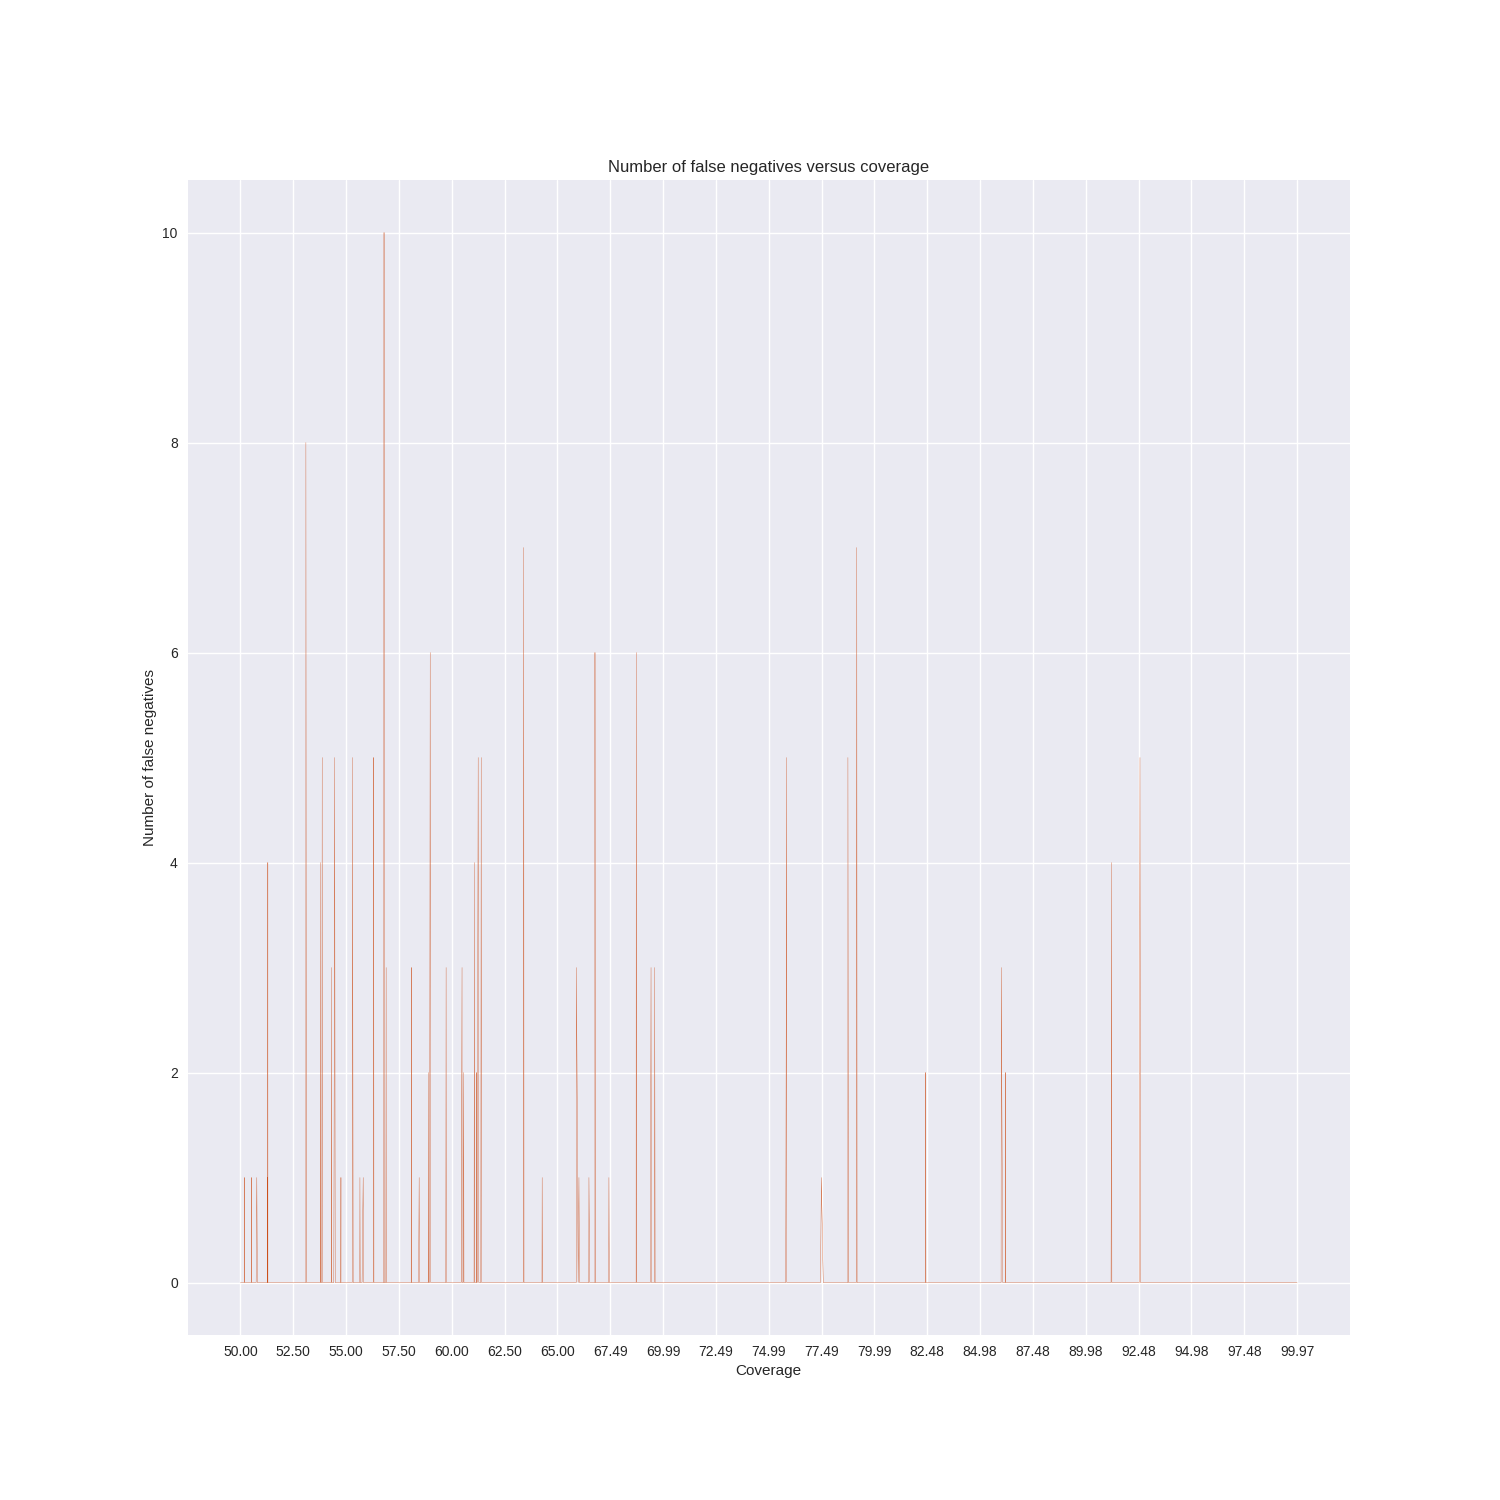 Number of false negatives versus coverage
10
8
6
4
2
0
Number of false negatives
50.00 52.50 55.00 57.50 60.00 62.50 65.00 67.49 69.99 72.49 74.99 77.49 79.99 82.48 84.98 87.48 89.98 92.48 94.98 97.48 99.97
Coverage